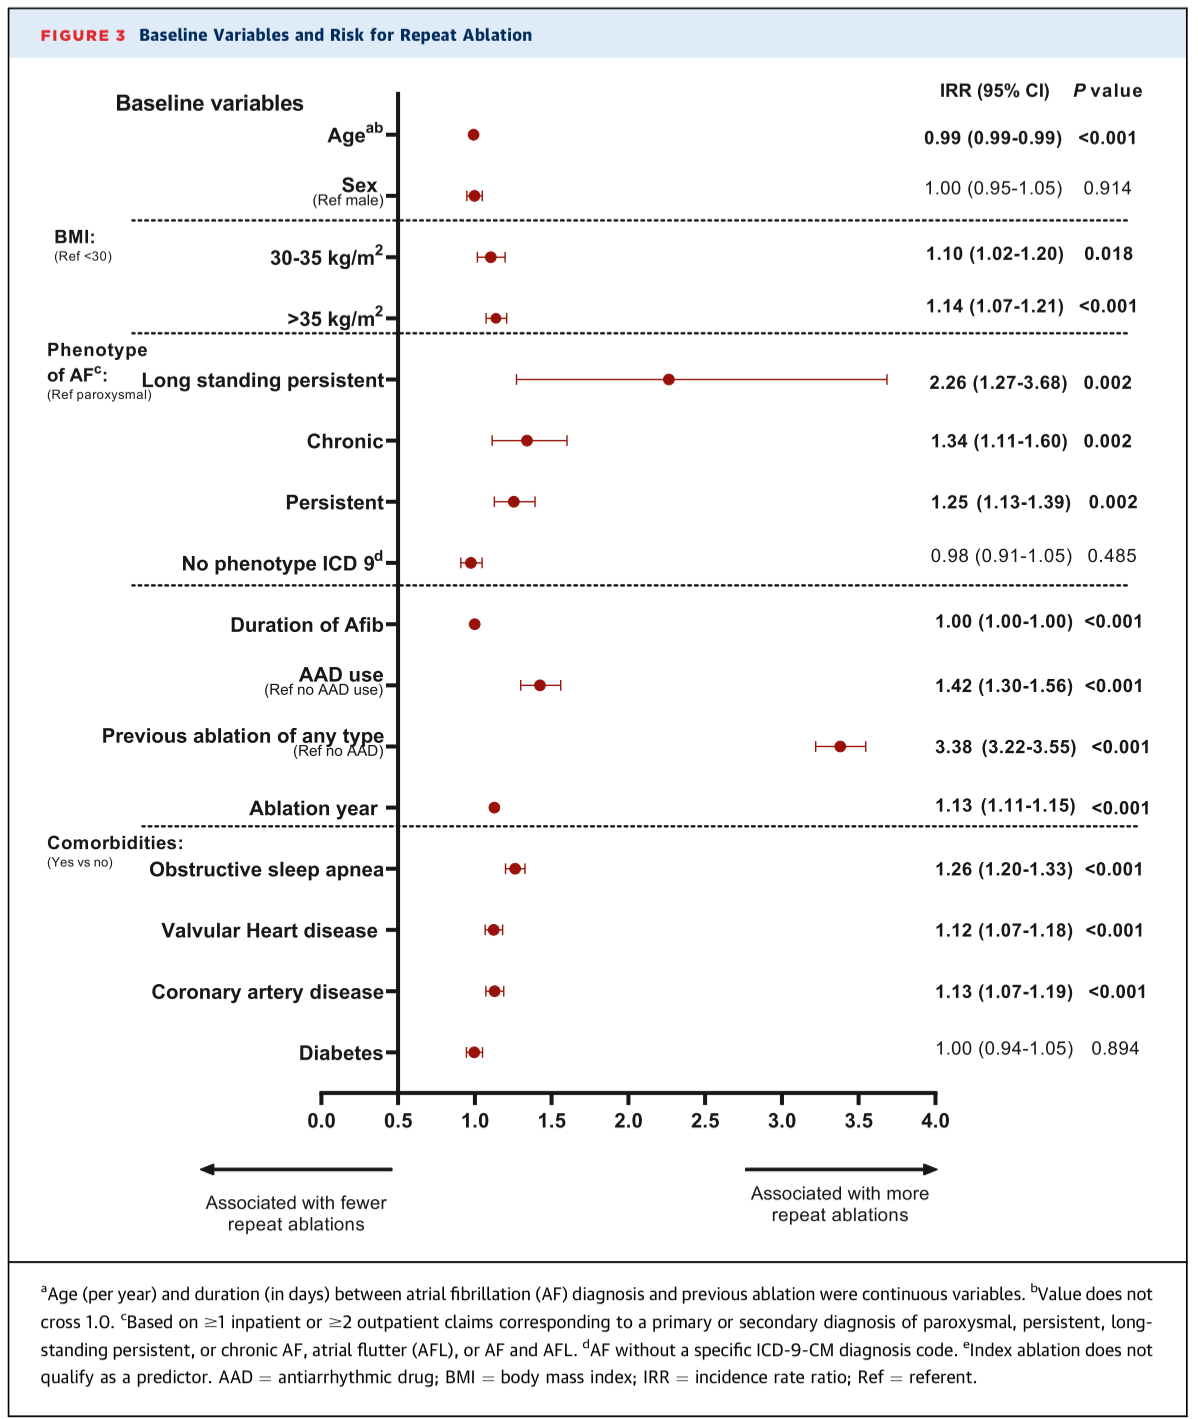 FIGURE 3 Baseline Variables and Risk for Repeat Ablation
Baseline variables IRR (95% CI) P value
Ageab 0.99 (0.99-0.99) <0.001
Sex 1.00 (0.95-1.05) 0.914
(Ref male)
BMI:
(Ref <30)
30-35 kg/m2 1.10 (1.02-1.20) 0.018
>35 kg/m2 1.14 (1.07-1.21) <0.001
Phenotype
of AFc:
(Ref paroxysmal)
Long standing persistent 2.26 (1.27-3.68) 0.002
Chronic 1.34 (1.11-1.60) 0.002
Persistent 1.25 (1.13-1.39) 0.002
No phenotype ICD 9d 0.98 (0.91-1.05) 0.485
Duration of Afib 1.00 (1.00-1.00) <0.001
AAD use 1.42 (1.30-1.56) <0.001
(Ref no AAD use)
Previous ablation of any type 3.38 (3.22-3.55) <0.001
(Ref no AAD)
Ablation year 1.13 (1.11-1.15) <0.001
Comorbidities:
(Yes vs no)
Obstructive sleep apnea 1.26 (1.20-1.33) <0.001
Valvular Heart disease 1.12 (1.07-1.18) <0.001
Coronary artery disease 1.13 (1.07-1.19) <0.001
Diabetes 1.00 (0.94-1.05) 0.894
0.0 0.5 1.0 1.5 2.0 2.5 3.0 3.5 4.0
Associated with fewer
repeat ablations
Associated with more
repeat ablations
aAge (per year) and duration (in days) between atrial fibrillation (AF) diagnosis and previous ablation were continuous variables. bValue does not
cross 1.0. cBased on ≥1 inpatient or ≥2 outpatient claims corresponding to a primary or secondary diagnosis of paroxysmal, persistent, long-
standing persistent, or chronic AF, atrial flutter (AFL), or AF and AFL. dAF without a specific ICD-9-CM diagnosis code. eIndex ablation does not
qualify as a predictor. AAD = antiarrhythmic drug; BMI = body mass index; IRR = incidence rate ratio; Ref = referent.